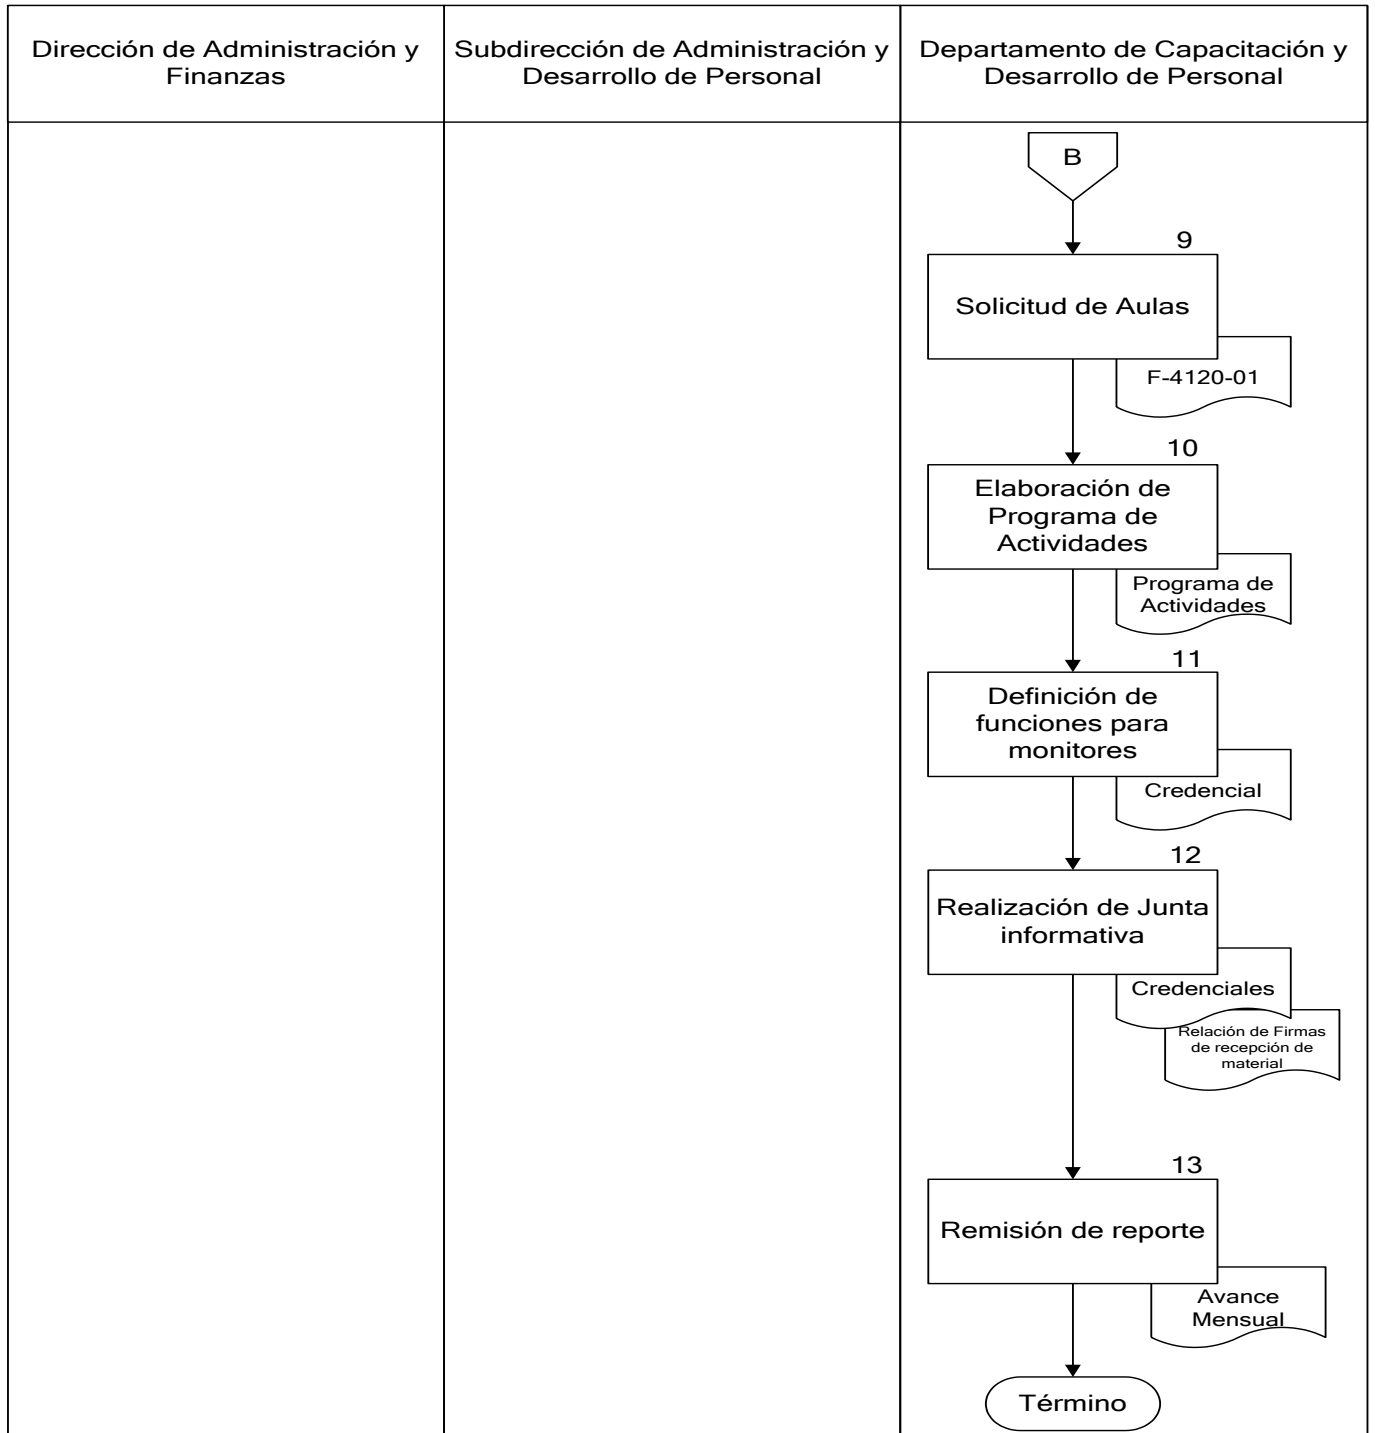 Dirección de Administración y
Finanzas
Subdirección de Administración y
Desarrollo de Personal
Departamento de Capacitación y
Desarrollo de Personal
B
9
Solicitud de Aulas
F-4120-01
10
Elaboración de
Programa de
Actividades
Programa de
Actividades
11
Definición de
funciones para
monitores
Credencial
12
Realización de Junta
informativa
Credenciales
Relación de Firmas
de recepción de
material
13
Remisión de reporte
Avance
Mensual
Término